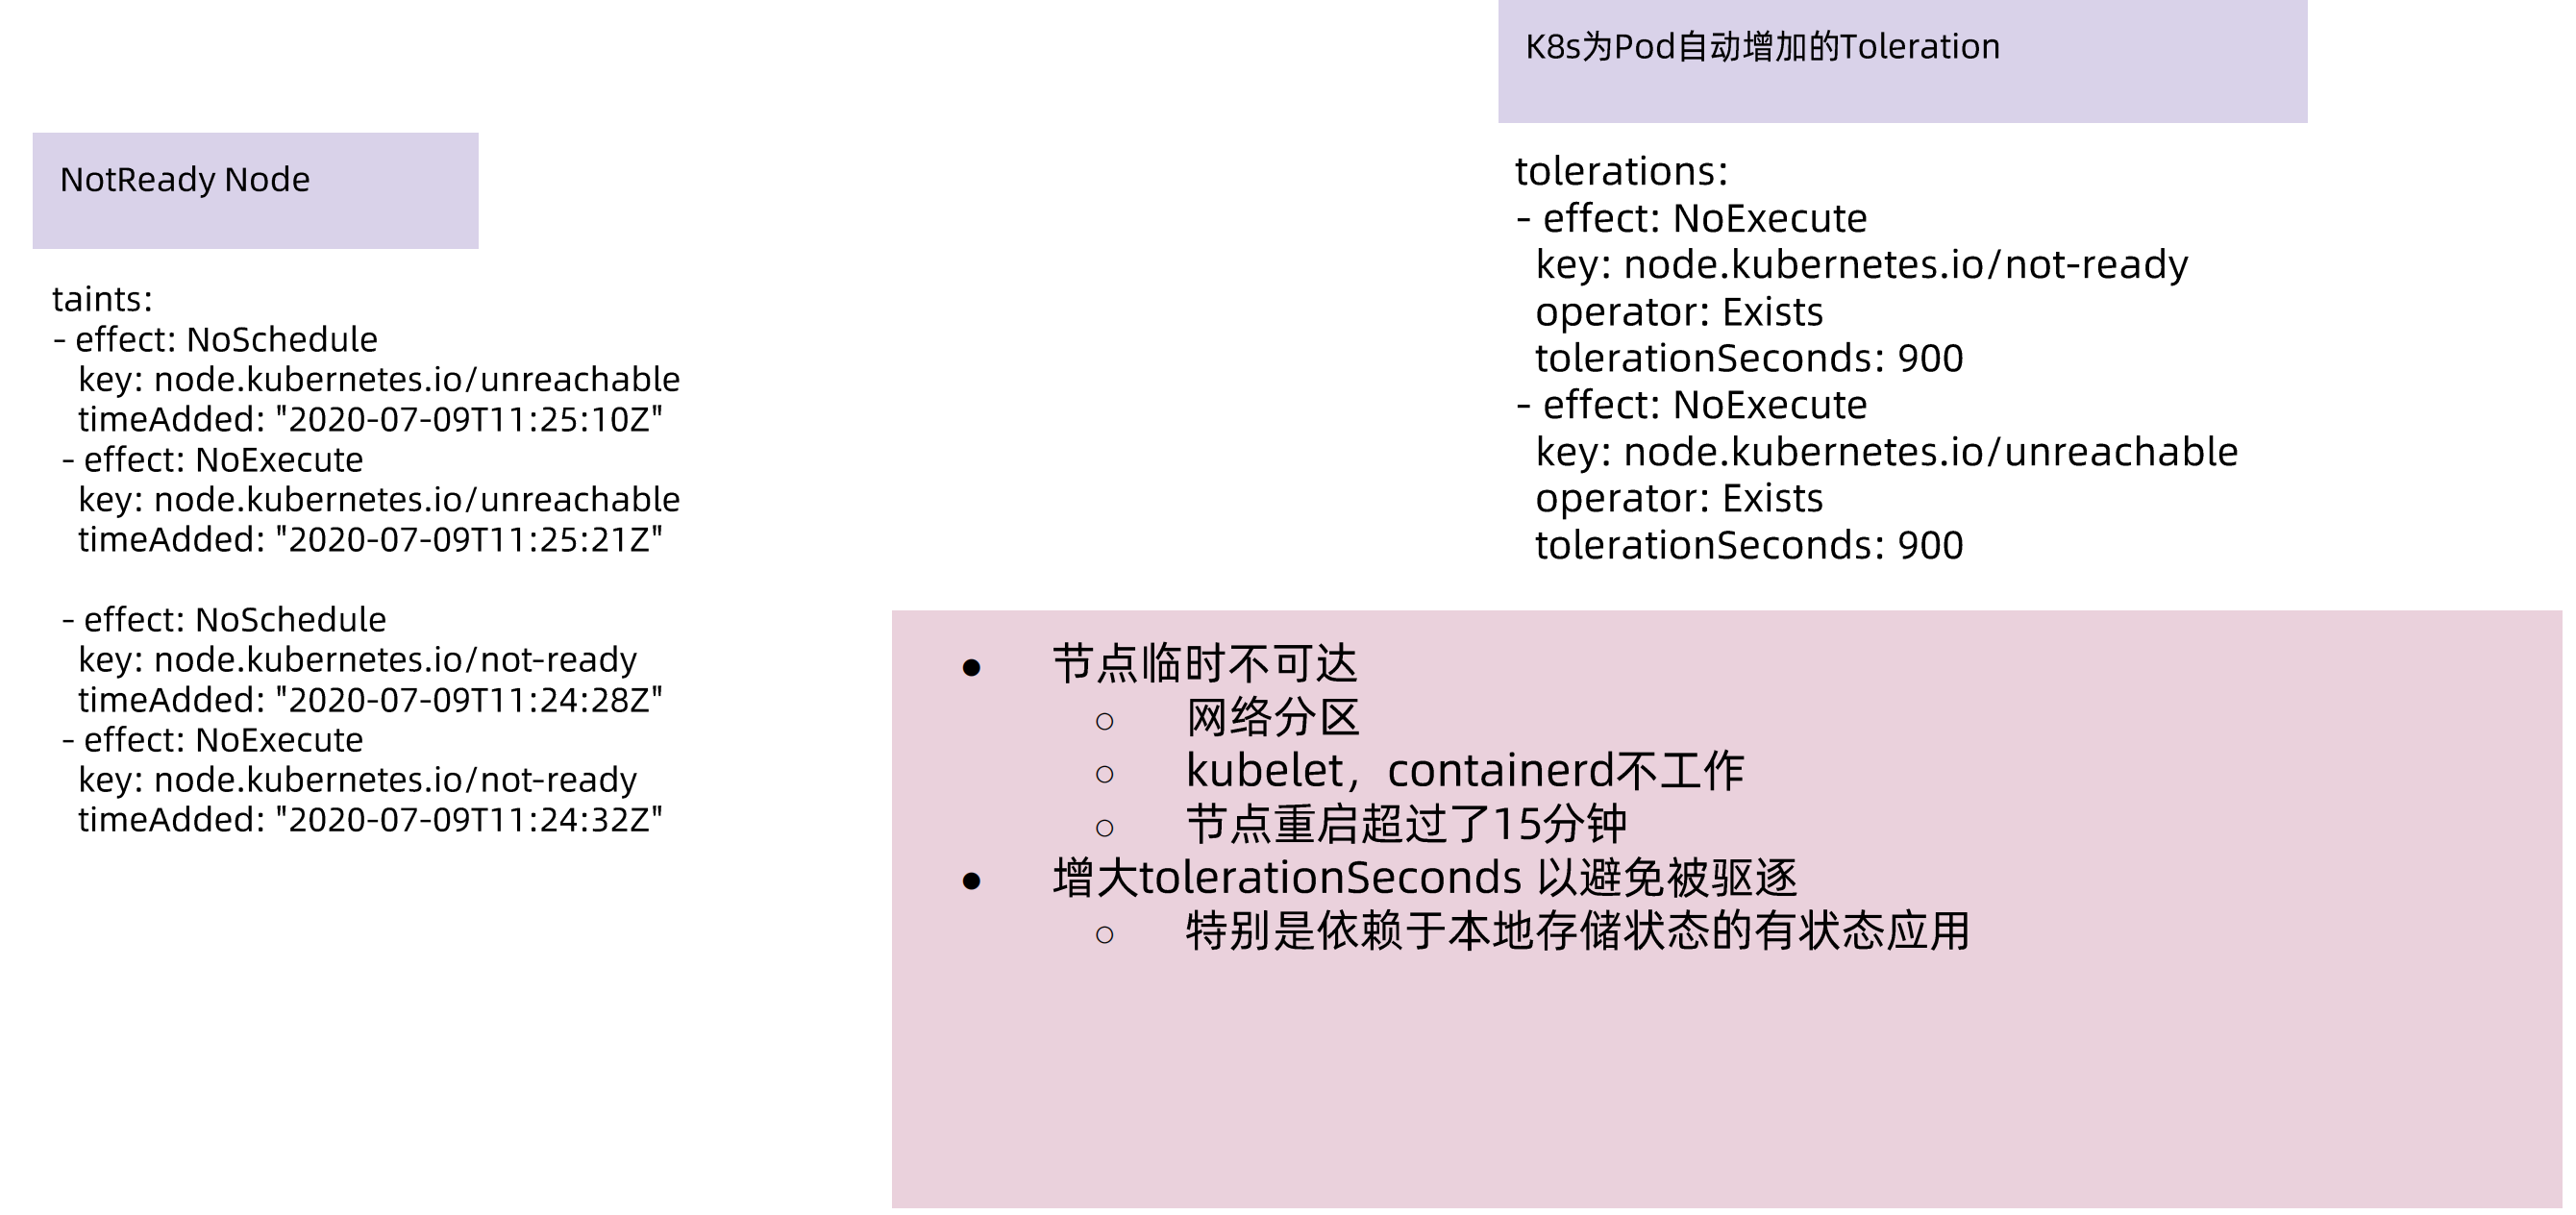 NotReady Node
taints:
- effect: NoSchedule
key: node.kubernetes.io/unreachable
timeAdded: "2020-07-09T11:25:10Z"
- effect: NoExecute
key: node.kubernetes.io/unreachable
timeAdded: "2020-07-09T11:25:21Z"
- effect: NoSchedule
key: node.kubernetes.io/not-ready
timeAdded: "2020-07-09T11:24:28Z"
- effect: NoExecute
key: node.kubernetes.io/not-ready
timeAdded: "2020-07-09T11:24:32Z"
K8s为Pod自动增加的Toleration
tolerations:
- effect: NoExecute
key: node.kubernetes.io/not-ready
operator: Exists
tolerationSeconds: 900
- effect: NoExecute
key: node.kubernetes.io/unreachable
operator: Exists
tolerationSeconds: 900
● 节点临时不可达
○ 网络分区
○ kubelet，containerd不工作
○ 节点重启超过了15分钟
● 增大tolerationSeconds 以避免被驱逐
○ 特别是依赖于本地存储状态的有状态应用